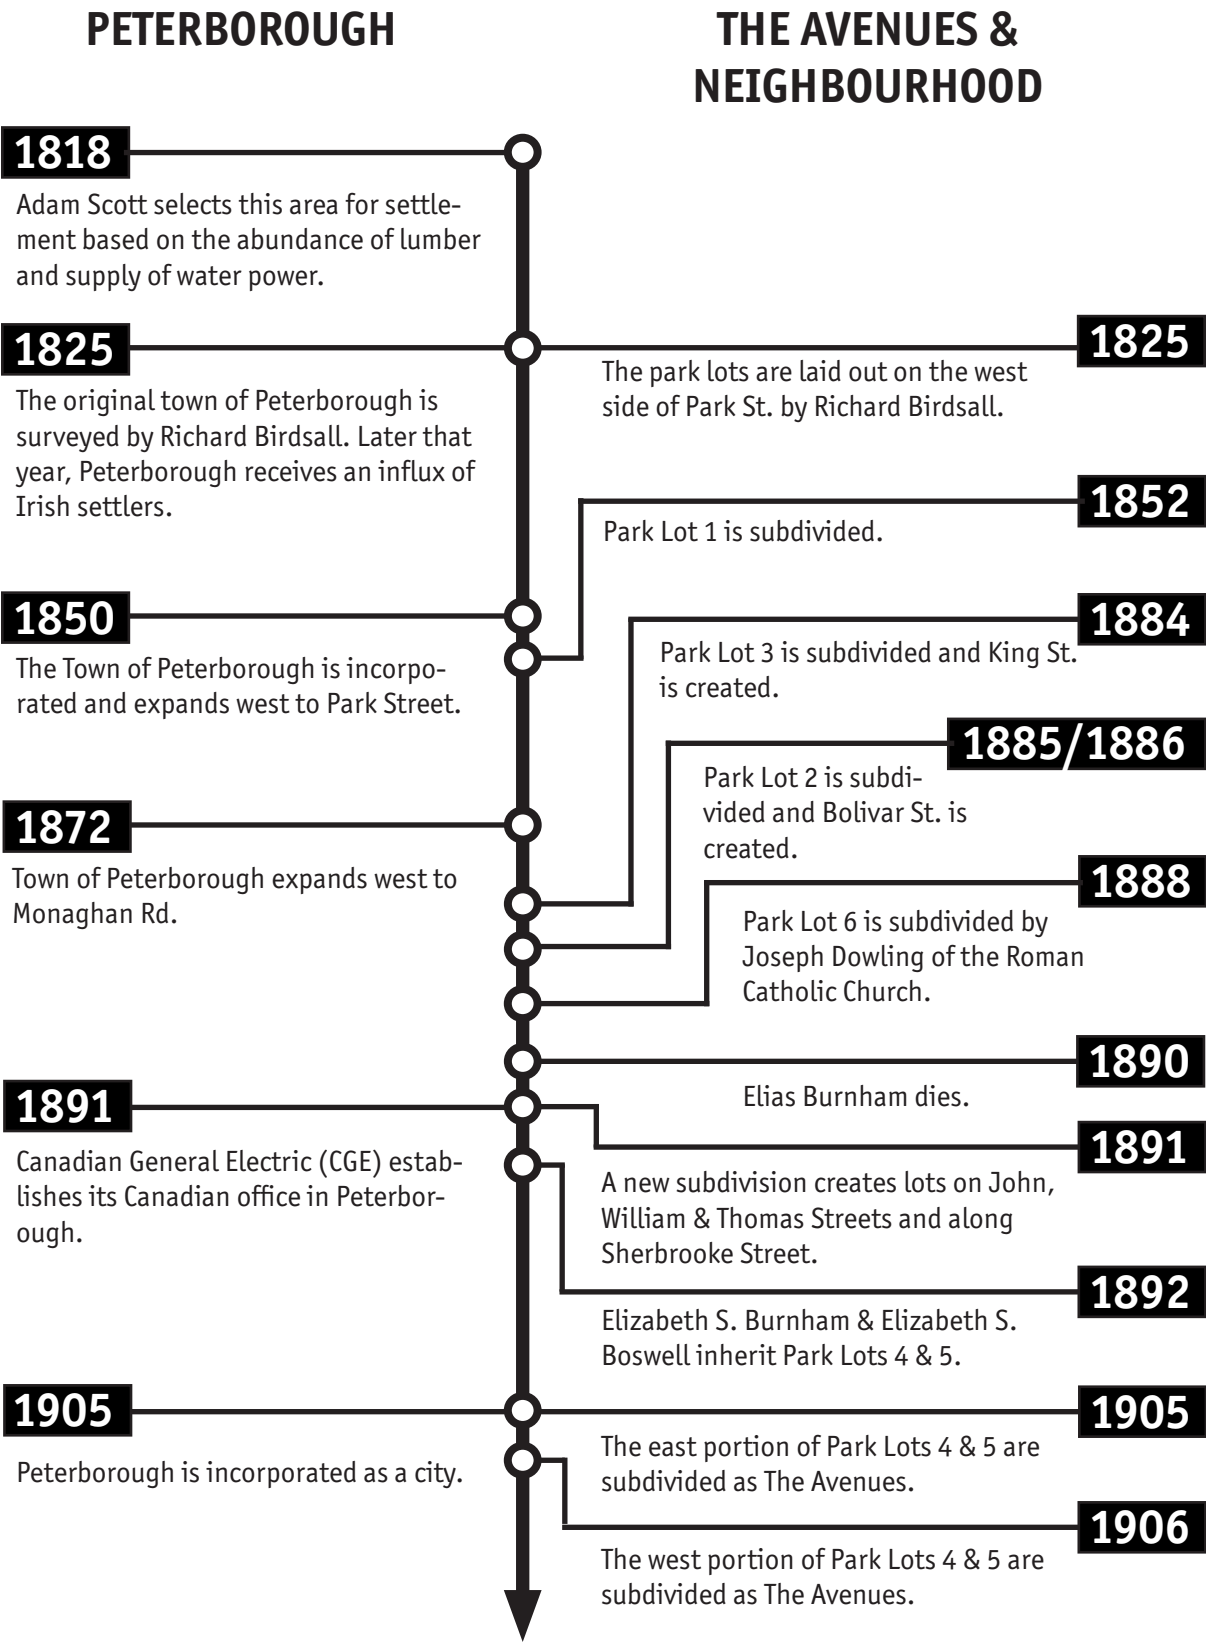 PETERBOROUGH
THE AVENUES &
NEIGHBOURHOOD
1818
Adam Scott selects this area for settle-
ment based on the abundance of lumber
and supply of water power.
1825
The original town of Peterborough is
surveyed by Richard Birdsall. Later that
year, Peterborough receives an influx of
Irish settlers.
1850
The Town of Peterborough is incorpo-
rated and expands west to Park Street.
1872
Town of Peterborough expands west to
Monaghan Rd.
1891
Canadian General Electric (CGE) estab-
lishes its Canadian office in Peterbor-
ough.
1905
Peterborough is incorporated as a city.
1825
The park lots are laid out on the west
side of Park St. by Richard Birdsall.
1852
Park Lot 1 is subdivided.
1884
Park Lot 3 is subdivided and King St.
is created.
1885/1886
Park Lot 2 is subdi-
vided and Bolivar St. is
created.
1888
Park Lot 6 is subdivided by
Joseph Dowling of the Roman
Catholic Church.
1890
Elias Burnham dies.
1891
A new subdivision creates lots on John,
William & Thomas Streets and along
Sherbrooke Street.
1892
Elizabeth S. Burnham & Elizabeth S.
Boswell inherit Park Lots 4 & 5.
1905
The east portion of Park Lots 4 & 5 are
subdivided as The Avenues.
1906
The west portion of Park Lots 4 & 5 are
subdivided as The Avenues.